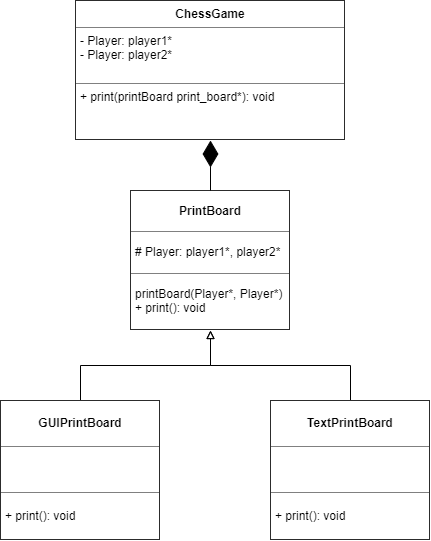 ChessGame
- Player: player1*
- Player: player2*
+ print(printBoard print_board*): void
PrintBoard
# Player: player1*, player2*
printBoard(Player*, Player*)
+ print(): void
GUIPrintBoard
+ print(): void
TextPrintBoard
+ print(): void